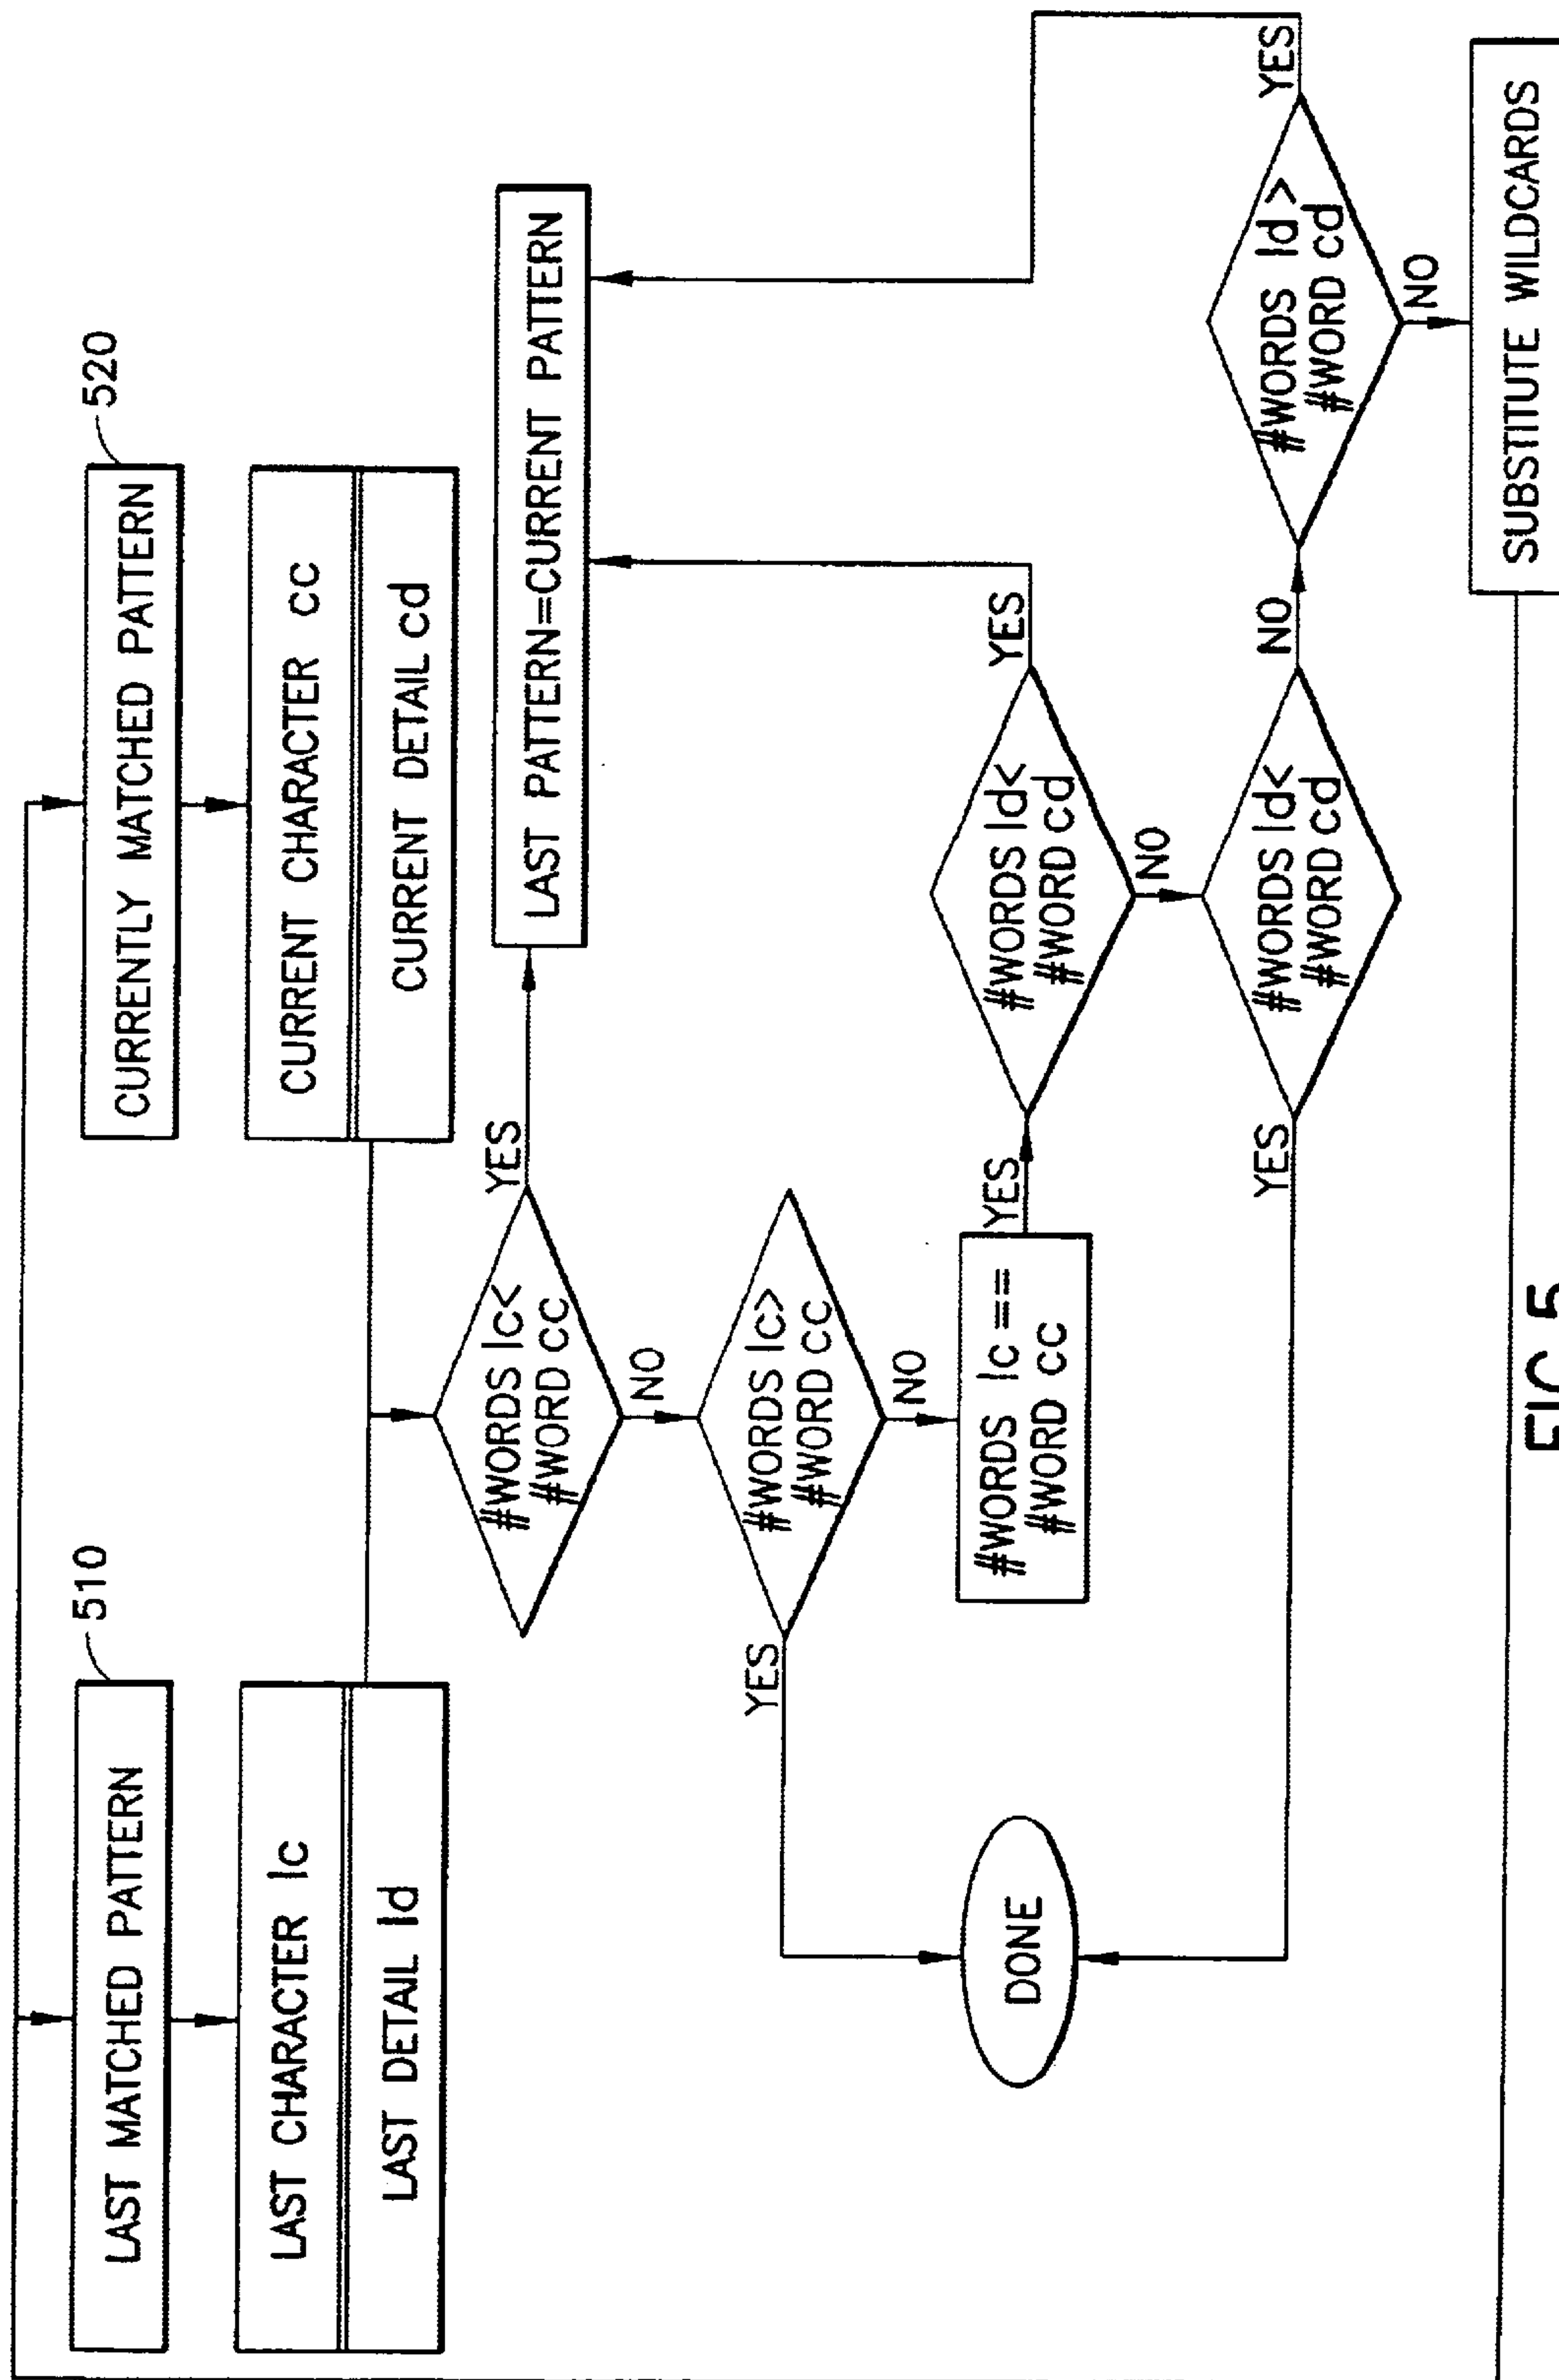 510
LAST MATCHED PATTERN
520
CURRENTLY MATCHED PATTERN
LAST CHARACTER lc
LAST DETAIL ld
CURRENT CHARACTER cc
CURRENT DETAIL cd
#WORDS lc<
#WORD cc
YES
LAST PATTERN=CURRENT PATTERN
NO
#WORDS lc>
#WORD cc
YES
NO
DONE
#WORDS lc ==
#WORD cc
YES
#WORDS ld<
#WORD cd
YES
NO
#WORDS ld<
#WORD cd
YES
NO
#WORDS ld >
#WORD cd
YES
NO
SUBSTITUTE WILDCARDS
FIG. 5